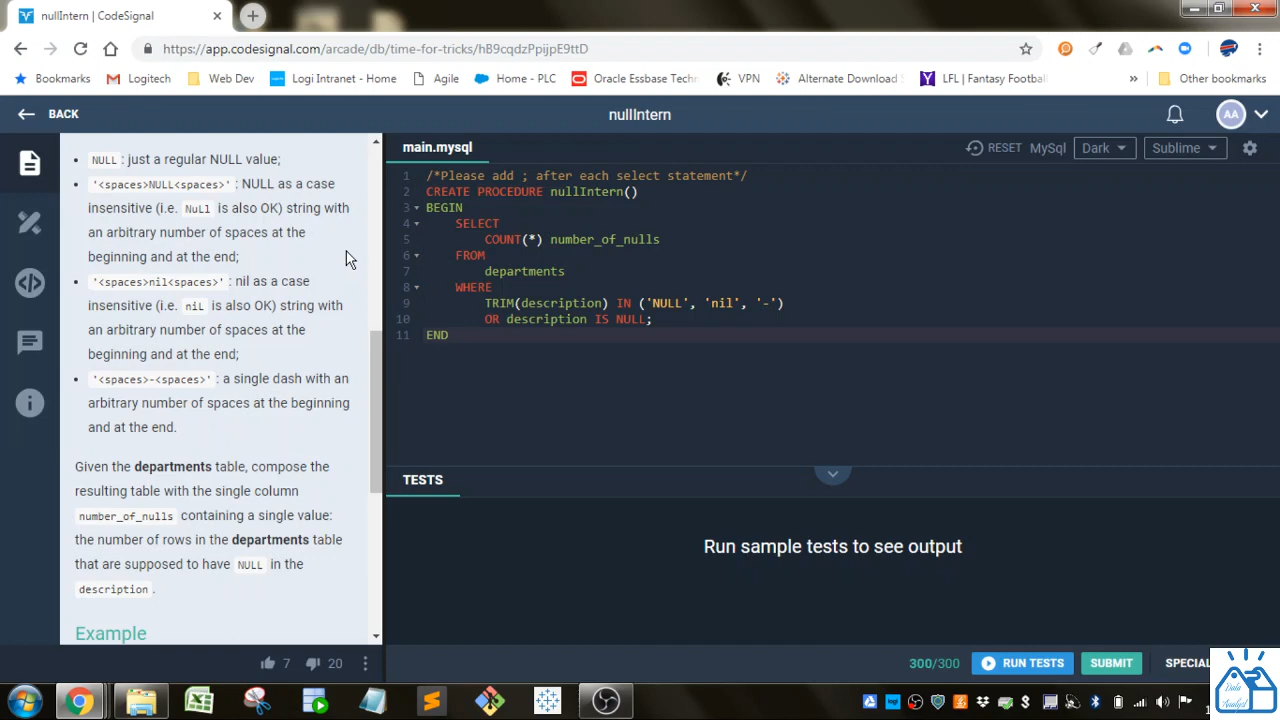 nullIntern | CodeSignal
https://app.codesignal.com/arcade/db/time-for-tricks/hB9cqdzPpijpE9ttD
Bookmarks Logitech Web Dev Logi Intranet - Home Agile Home - PLC Oracle Essbase Techn VPN Alternate Download LFL | Fantasy Football » Other bookmarks
BACK
nullIntern
AA
NULL : just a regular NULL value;
'<spaces>NULL<spaces>' : NULL as a case
insensitive (i.e. NuLl is also OK) string with
an arbitrary number of spaces at the
beginning and at the end;
'<spaces>nil<spaces>' : nil as a case
insensitive (i.e. niL is also OK) string with
an arbitrary number of spaces at the
beginning and at the end;
'<spaces>-<spaces>' : a single dash with an
arbitrary number of spaces at the beginning
and at the end.
Given the departments table, compose the
resulting table with the single column
number_of_nulls containing a single value:
the number of rows in the departments table
that are supposed to have NULL in the
description .
Example
7 20
main.mysql
RESET MySql Dark Sublime
1 /*Please add ; after each select statement*/
2 CREATE PROCEDURE nullIntern()
3 BEGIN
4 SELECT
5 COUNT(*) number_of_nulls
6 FROM
7 departments
8 WHERE
9 TRIM(description) IN ('NULL', 'nil', '-')
10 OR description IS NULL;
11 END
TESTS
Run sample tests to see output
300/300 RUN TESTS SUBMIT SPECIAL
Data
Analyst